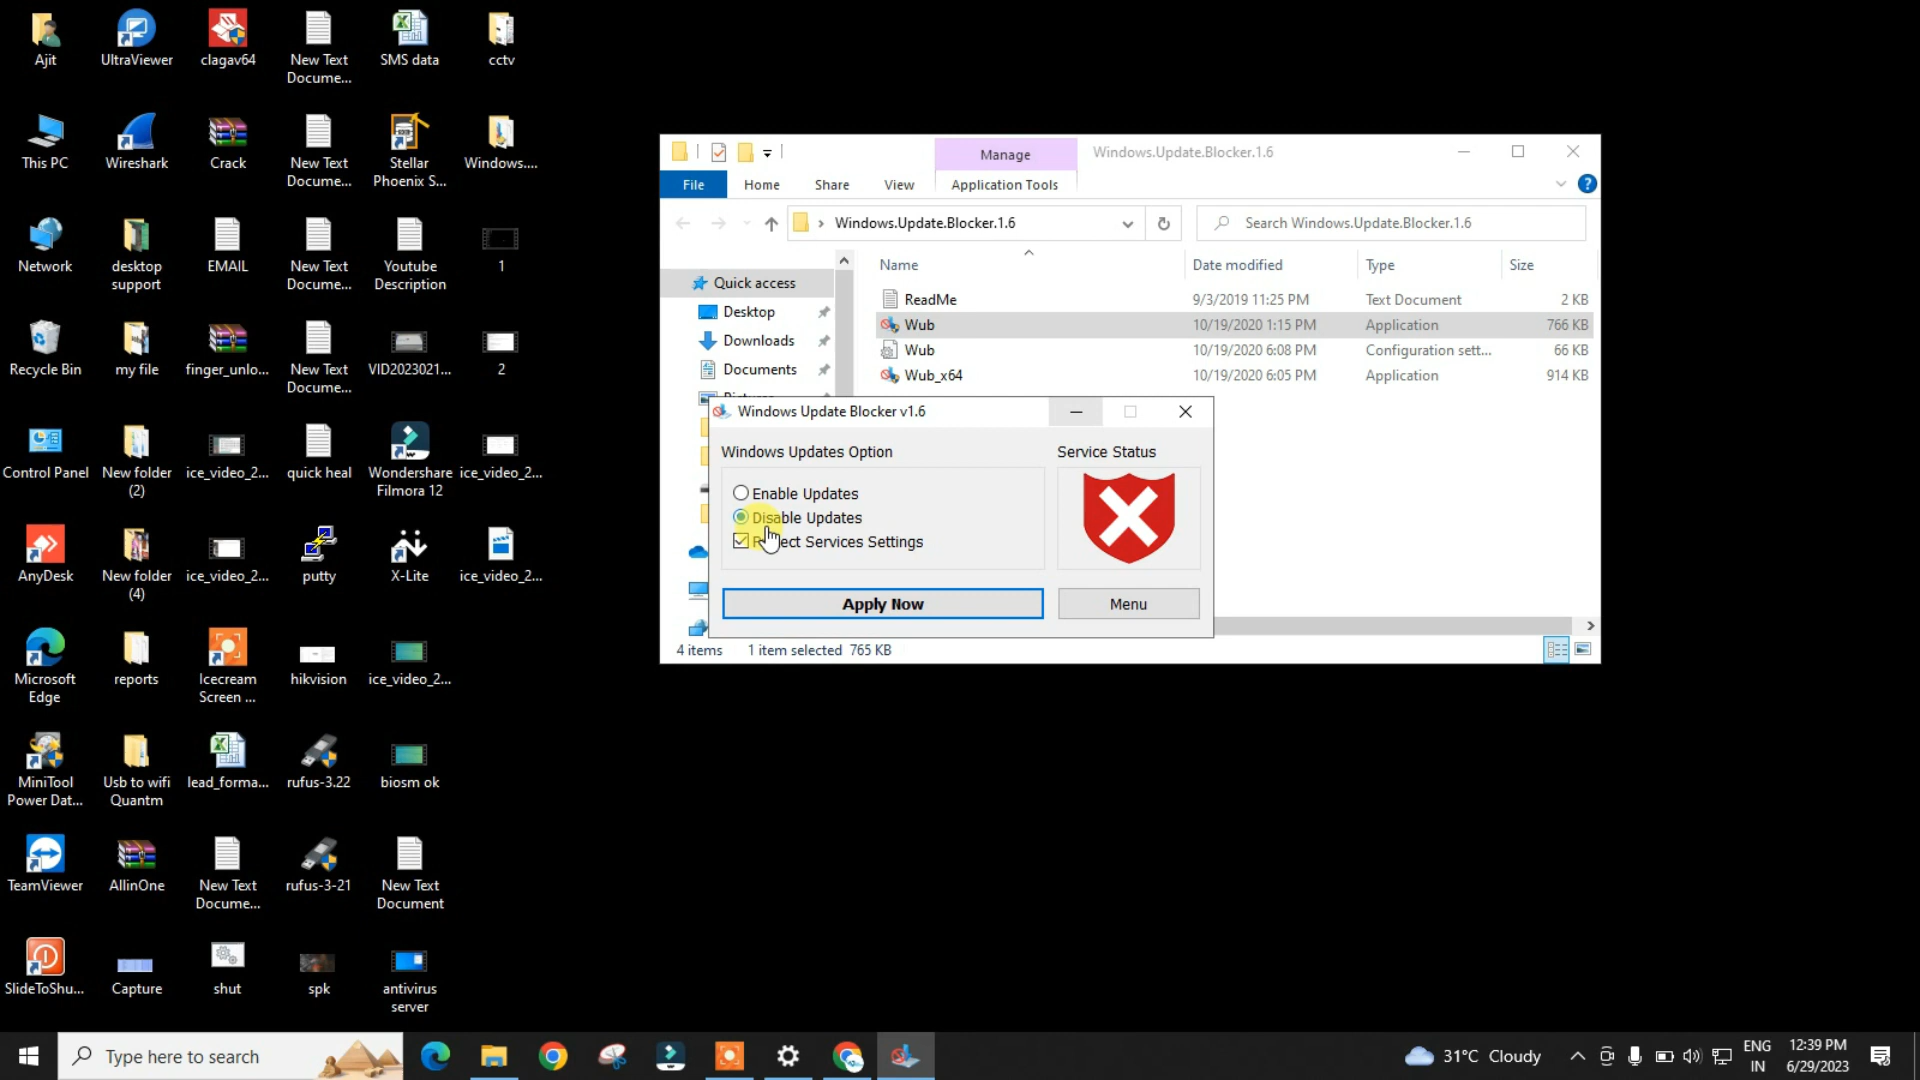 Ajit
UltraViewer
clagav64
New Text
Docume...
SMS data
cctv
This PC
Wireshark
Crack
New Text
Docume...
Stellar
Phoenix S...
Windows....
Network
desktop
support
EMAIL
New Text
Docume...
Youtube
Description
1
Recycle Bin
my file
finger_unlo...
New Text
Docume...
VID2023021...
2
Control Panel
New folder
(2)
ice_video_2...
quick heal
Wondershare
Filmora 12
ice_video_2...
AnyDesk
New folder
(4)
ice_video_2...
putty
X-Lite
ice_video_2...
Microsoft
Edge
reports
Icecream
Screen ...
hikvision
ice_video_2...
MiniTool
Power Dat...
Usb to wifi
Quantm
lead_forma...
rufus-3.22
biosm ok
TeamViewer
AllinOne
New Text
Docume...
rufus-3-21
New Text
Document
SlideToShu...
Capture
shut
spk
antivirus
server
Manage
Windows.Update.Blocker.1.6
File
Home
Share
View
Application Tools
Windows.Update.Blocker.1.6
Search Windows.Update.Blocker.1.6
Name
Date modified
Type
Size
Quick access
Desktop
Downloads
Documents
ReadMe 9/3/2019 11:25 PM Text Document 2 KB
Wub 10/19/2020 1:15 PM Application 766 KB
Wub 10/19/2020 6:08 PM Configuration sett... 66 KB
Wub_x64 10/19/2020 6:05 PM Application 914 KB
Windows Update Blocker v1.6
Windows Updates Option
Service Status
Enable Updates
Disable Updates
Services Settings
Apply Now
Menu
4 items 1 item selected 765 KB
Type here to search
31°C Cloudy
ENG
IN
12:39 PM
6/29/2023